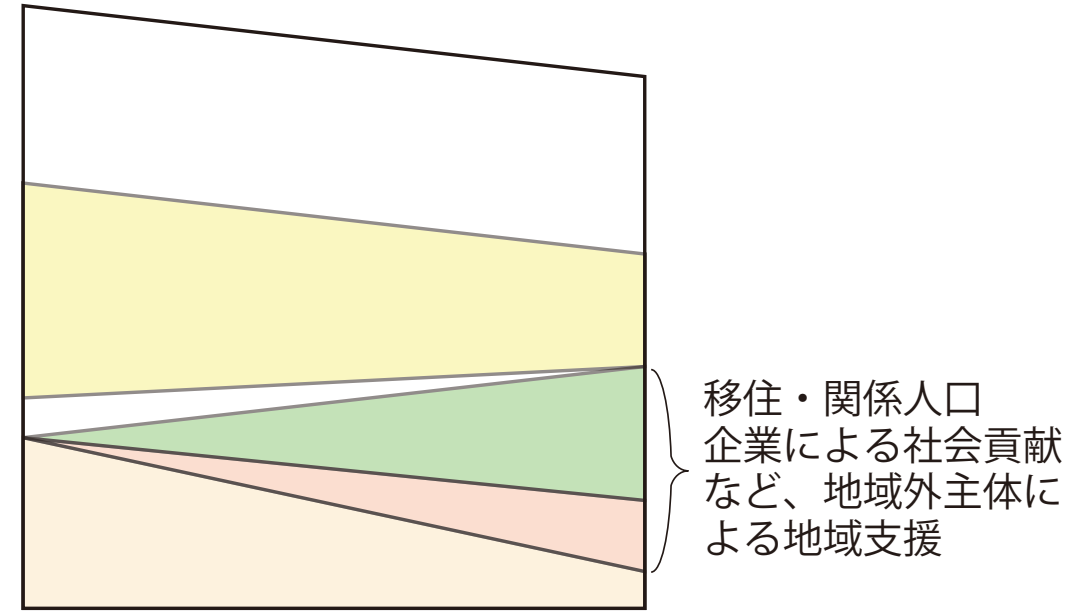 移住・関係人口
企業による社会貢献
など、地域外主体に
よる地域支援